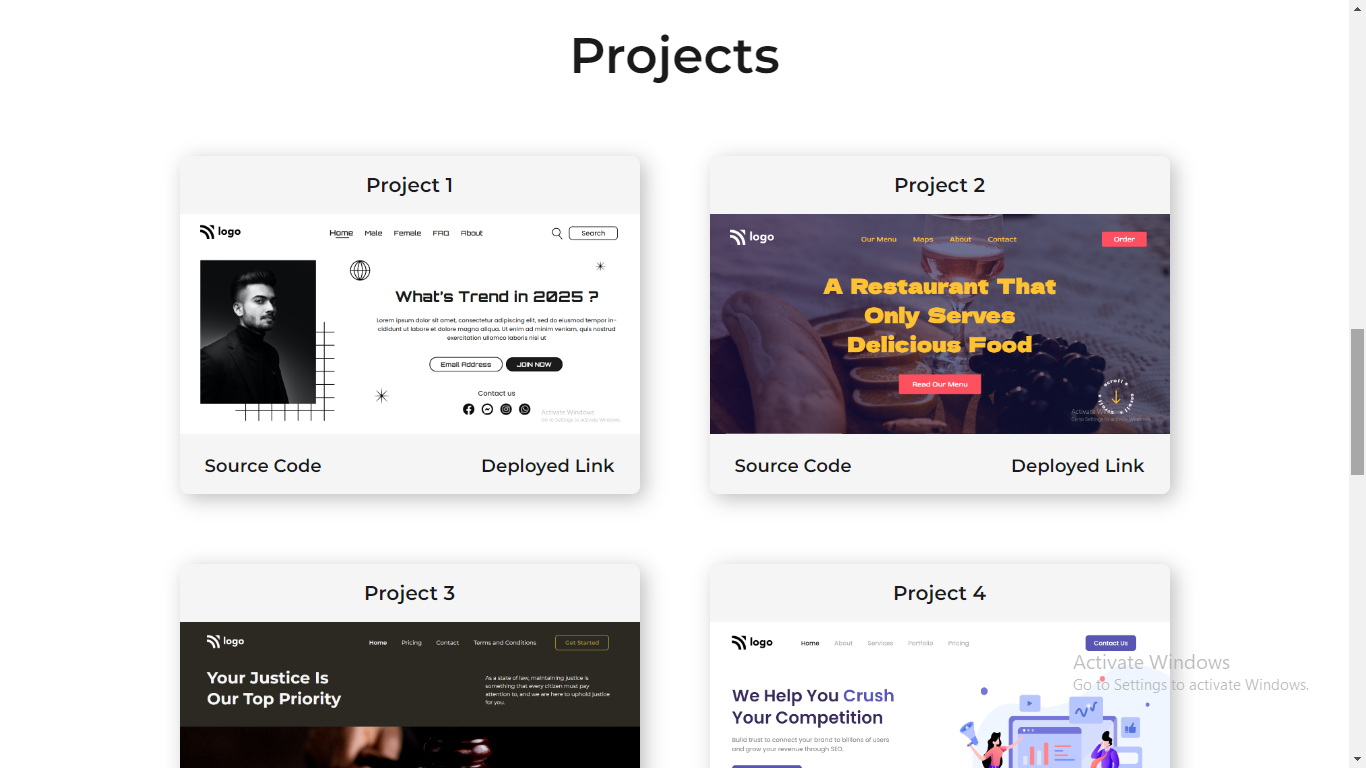 Projects
Project 1
logo
Home Male Female FAQ About
Search
What's Trend in 2025 ?
Lorem ipsum dolor sit amet, consectetur adipiscing elit, sed do eiusmod tempor in-
cididunt ut labore et dolore magna aliqua. Ut enim ad minim veniam, quis nostrud
exercitation ullamco laboris nisi ut
Email Address JOIN NOW
Contact us
Activate Windows
Go to Settings to activate Windows.
Source Code Deployed Link
Project 2
logo
Our Menu Maps About Contact
Order
A Restaurant That
Only Serves
Delicious Food
Read Our Menu
scroll
scroll
Activate Windows
Go to Settings to activate Windows.
Source Code Deployed Link
Project 3
logo
Home Pricing Contact Terms and Conditions Get Started
Your Justice Is
Our Top Priority
As a state of law, maintaining justice is
something that every citizen must pay
attention to, and we are here to uphold justice
for you.
Project 4
logo
Home About Services Portfolio Pricing
Contact Us
We Help You Crush
Your Competition
Build trust to connect your brand to billions of users
and grow your revenue through SEO.
Activate Windows
Go to Settings to activate Windows.